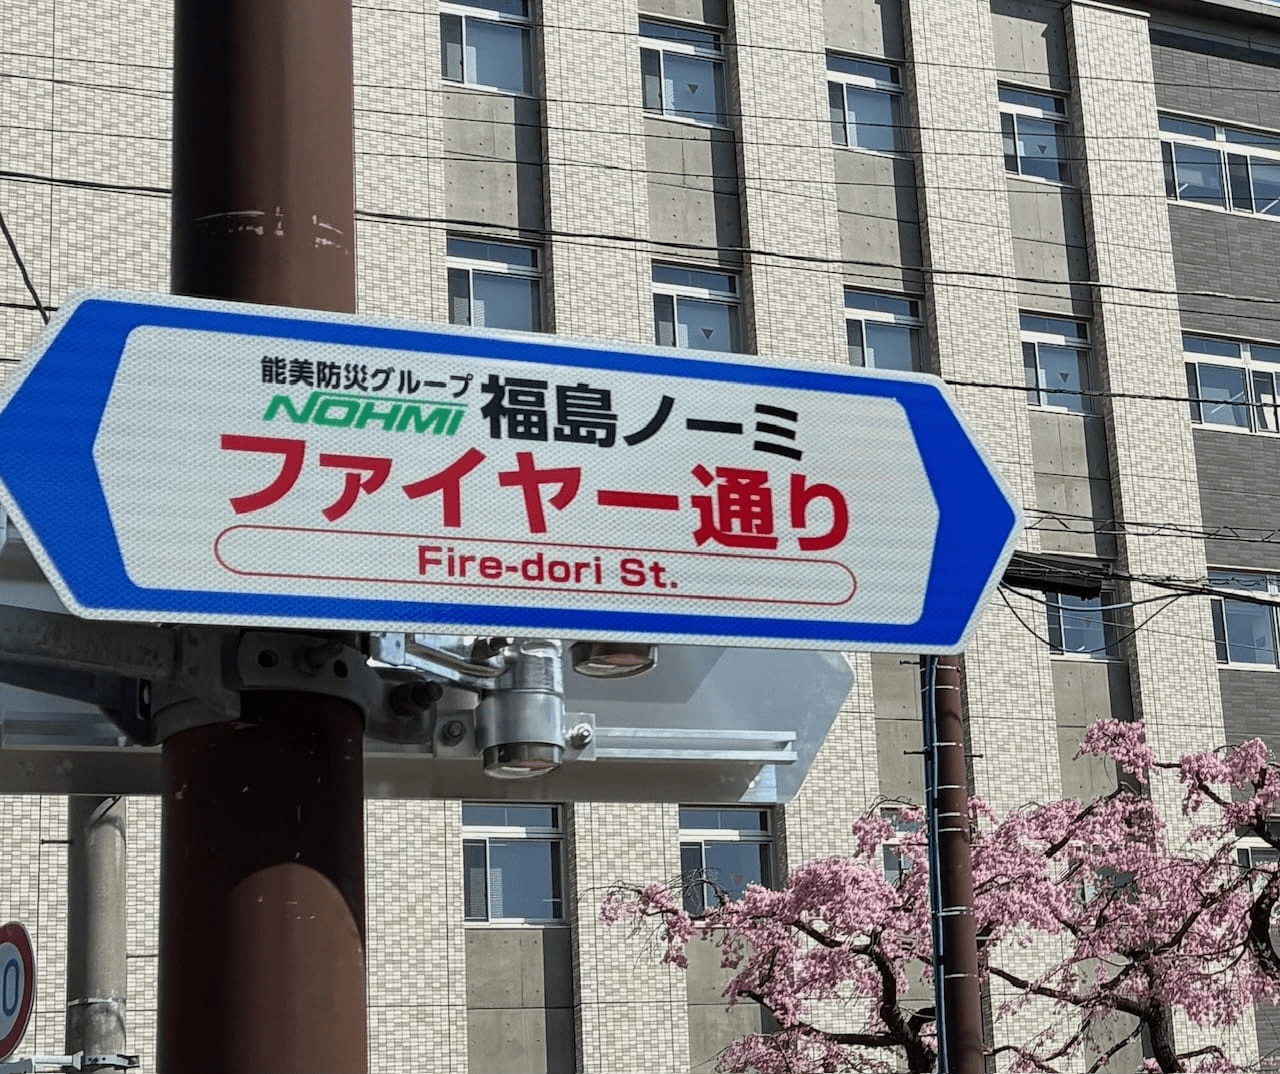 能美防災グループ
NOHMI 福島ノーミ
ファイヤー通り
Fire-dori St.
0